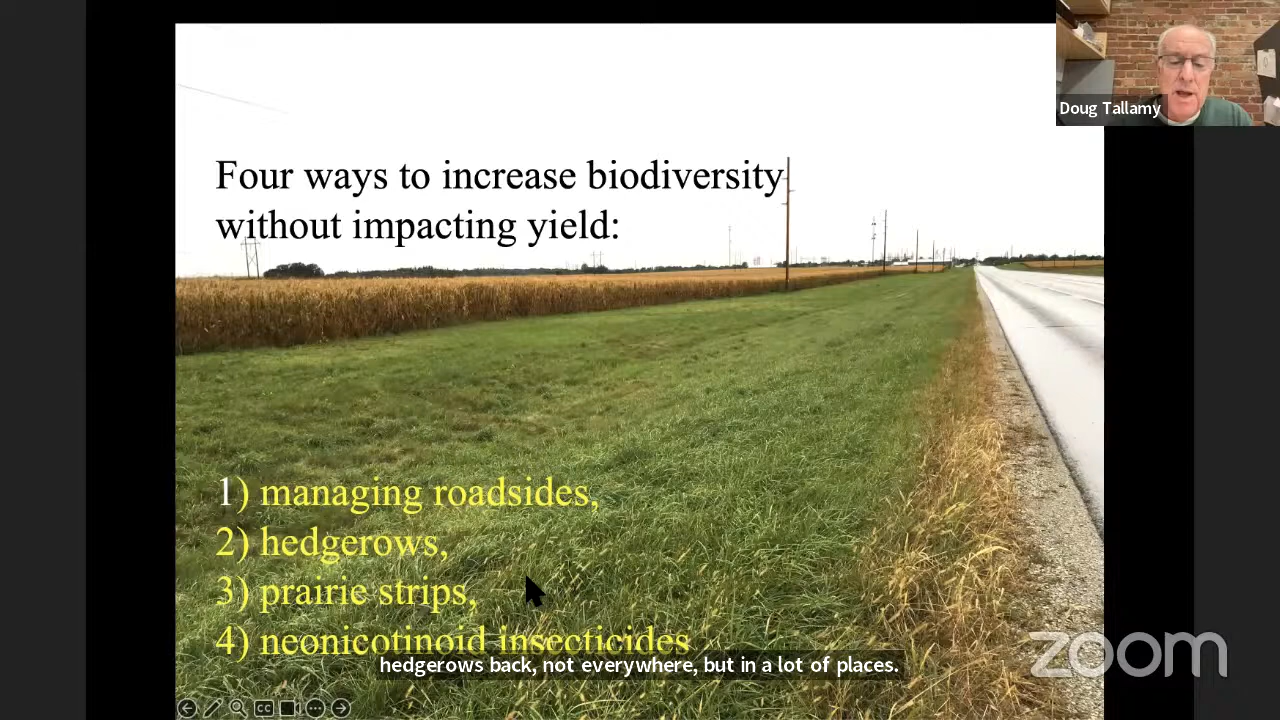 Doug Tallamy
Four ways to increase biodiversity
without impacting yield:
1) managing roadsides,
2) hedgerows,
3) prairie strips,
4) neonicotinoid insecticides
hedgerows back, not everywhere, but in a lot of places.
zoom
CC